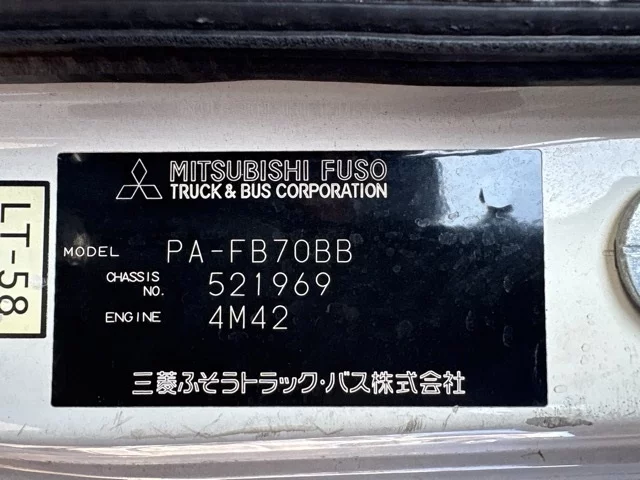 MITSUBISHI FUSO
TRUCK & BUS CORPORATION
MODEL PA-FB70BB
CHASSIS NO. 521969
ENGINE 4M42
三菱ふそうトラック・バス株式会社
LT-58